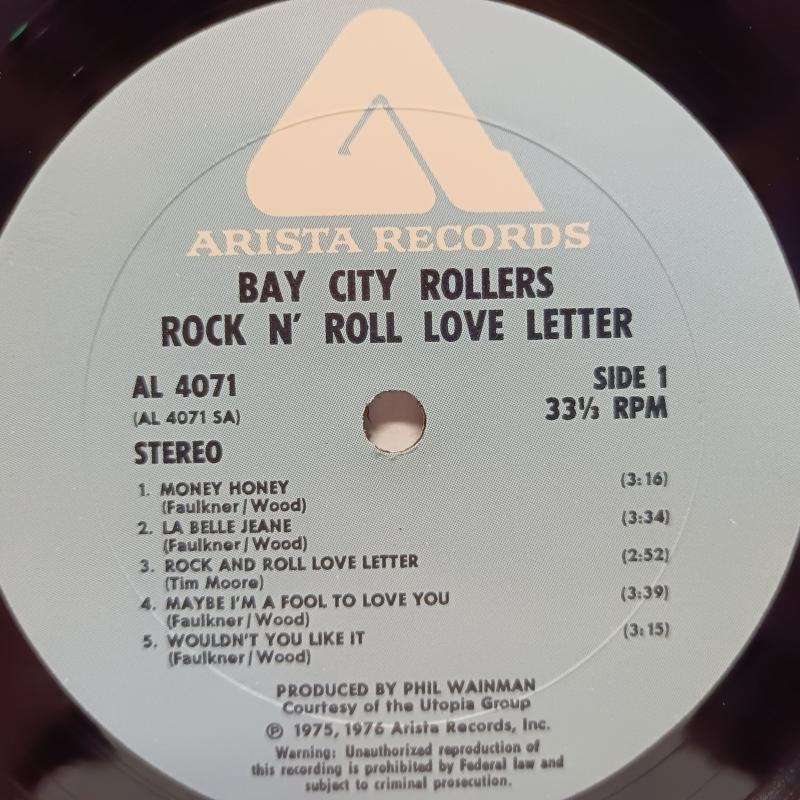 ARISTA RECORDS
BAY CITY ROLLERS
ROCK N' ROLL LOVE LETTER
AL 4071 SIDE 1
(AL 4071 SA) 33⅓ RPM
STEREO
1. MONEY HONEY (3:16)
(Faulkner/Wood)
2. LA BELLE JEANE (3:34)
(Faulkner/Wood)
3. ROCK AND ROLL LOVE LETTER (2:52)
(Tim Moore)
4. MAYBE I'M A FOOL TO LOVE YOU (3:39)
(Faulkner/Wood)
5. WOULDN'T YOU LIKE IT (3:15)
(Faulkner/Wood)
PRODUCED BY PHIL WAINMAN
Courtesy of the Utopia Group
℗ 1975, 1976 Arista Records, Inc.
Warning: Unauthorized reproduction of
this recording is prohibited by Federal law and
subject to criminal prosecution.